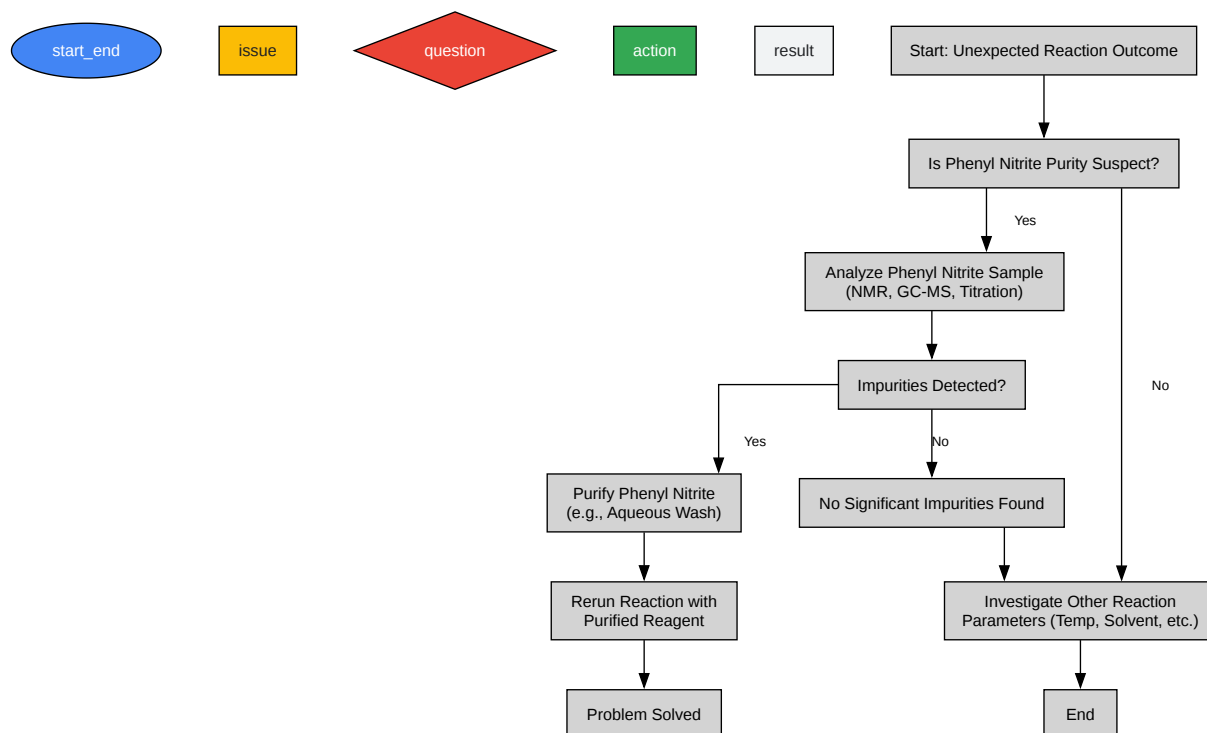 start_end
issue
question
action
result
Start: Unexpected Reaction Outcome
Is Phenyl Nitrite Purity Suspect?
Yes
Analyze Phenyl Nitrite Sample
(NMR, GC-MS, Titration)
Impurities Detected?
No
Yes
No
Purify Phenyl Nitrite
(e.g., Aqueous Wash)
No Significant Impurities Found
Rerun Reaction with
Purified Reagent
Investigate Other Reaction
Parameters (Temp, Solvent, etc.)
Problem Solved
End